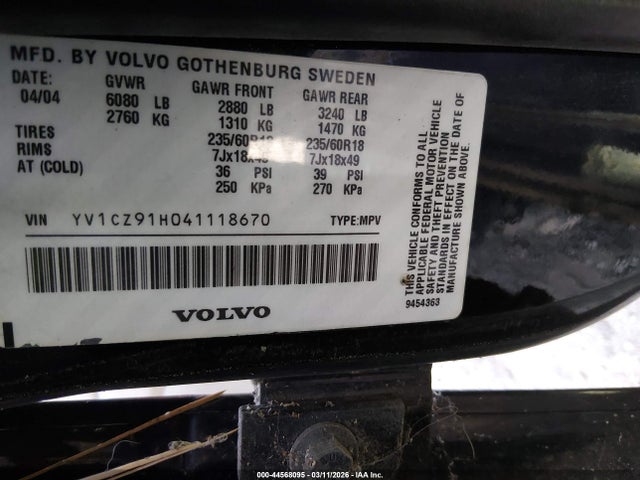 MFD. BY VOLVO GOTHENBURG SWEDEN
DATE: GVWR GAWR FRONT GAWR REAR
04/04 6080 LB 2880 LB 3240 LB
2760 KG 1310 KG 1470 KG
TIRES 235/60R18 235/60R18
RIMS 7Jx18x49 7Jx18x49
AT (COLD) 36 PSI 39 PSI
250 KPa 270 KPa
VIN YV1CZ91H041118670 TYPE:MPV
VOLVO
THIS VEHICLE CONFORMS TO ALL
APPLICABLE FEDERAL MOTOR VEHICLE
SAFETY AND THEFT PREVENTION
STANDARDS IN EFFECT ON THE DATE OF
MANUFACTURE SHOWN ABOVE.
9454363
000-44568095 - 03/11/2026 - IAA Inc.